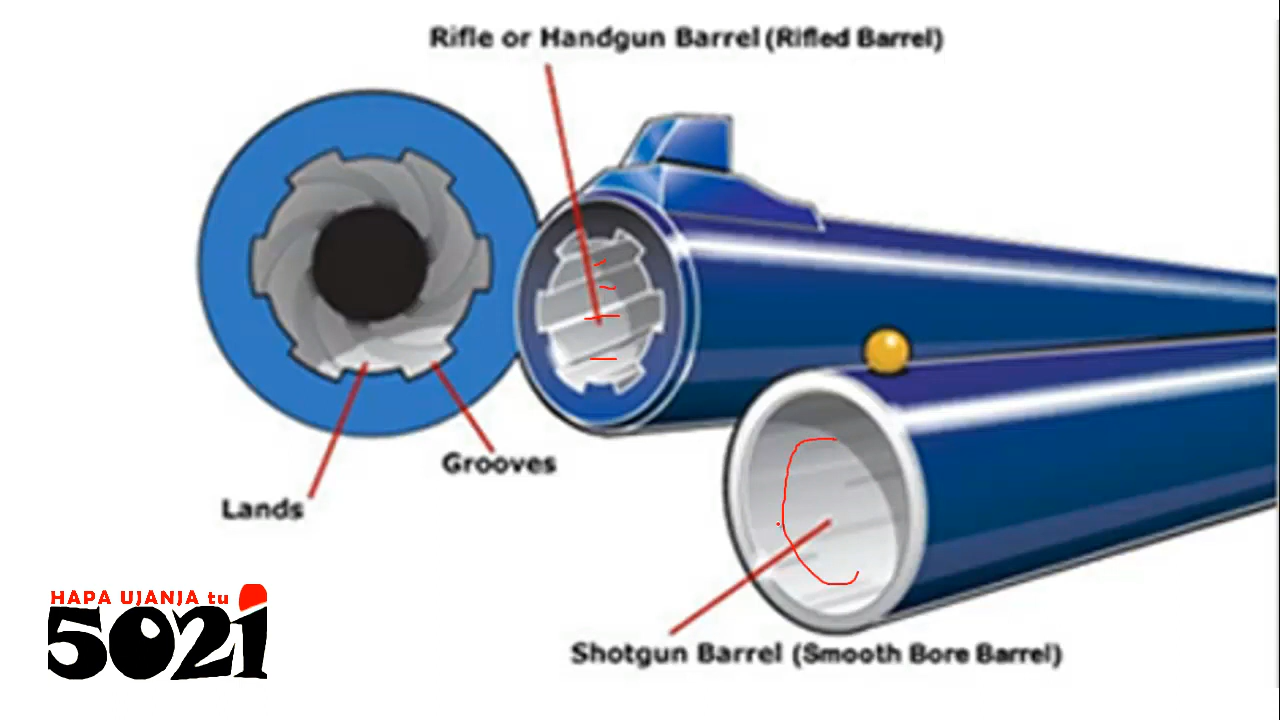 Rifle or Handgun Barrel (Rifled Barrel)
Grooves
Lands
HAPA UJANJA tu
5021
Shotgun Barrel (Smooth Bore Barrel)